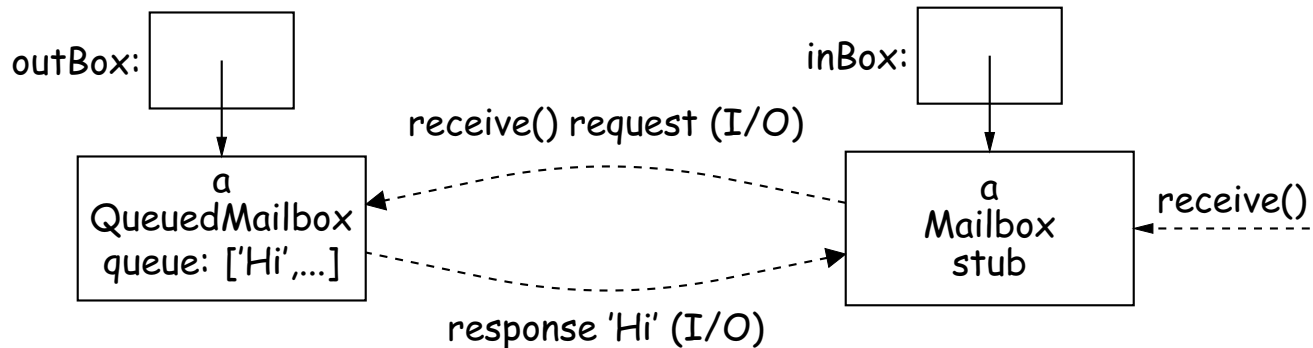 outBox:
inBox:
receive() request (I/O)
a
QueuedMailbox
queue: ['Hi',...]
a
Mailbox
stub
receive()
response 'Hi' (I/O)